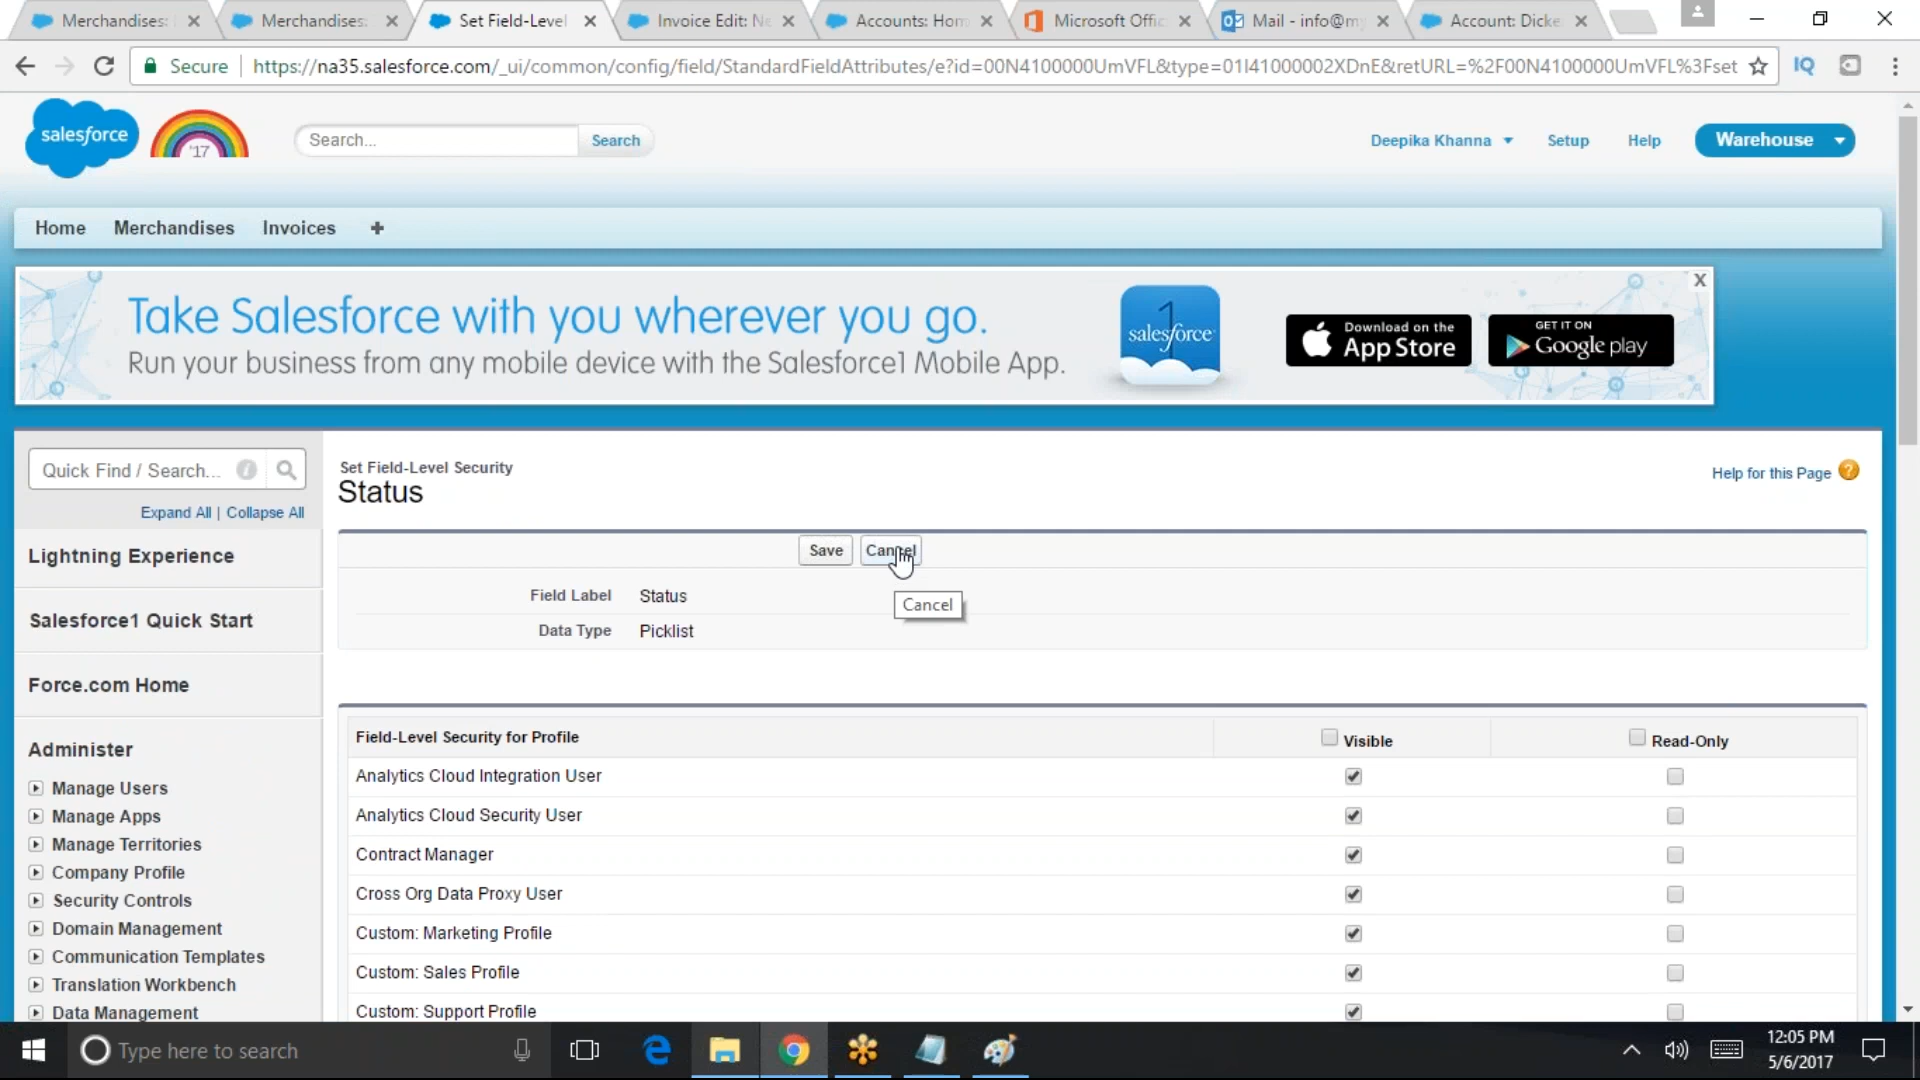 Merchandises:
Merchandises:
Set Field-Level
Invoice Edit: Ne
Accounts: Hom
Microsoft Offic
Mail - info@my
Account: Dicke
Secure
https://na35.salesforce.com/_ui/common/config/field/StandardFieldAttributes/e?id=00N4100000UmVFL&type=01I41000002XDnE&retURL=%2F00N4100000UmVFL%3Fset
IQ
salesforce
'17
Search...
Search
Deepika Khanna
Setup
Help
Warehouse
Home
Merchandises
Invoices
+
Take Salesforce with you wherever you go.
Run your business from any mobile device with the Salesforce1 Mobile App.
1
salesforce
Download on the
App Store
GET IT ON
Google play
X
Quick Find / Search...
Expand All | Collapse All
Lightning Experience
Salesforce1 Quick Start
Force.com Home
Administer
Manage Users
Manage Apps
Manage Territories
Company Profile
Security Controls
Domain Management
Communication Templates
Translation Workbench
Data Management
Set Field-Level Security
Status
Help for this Page
Save
Cancel
Cancel
Field Label Status
Data Type Picklist
Field-Level Security for Profile Visible Read-Only
Analytics Cloud Integration User
Analytics Cloud Security User
Contract Manager
Cross Org Data Proxy User
Custom: Marketing Profile
Custom: Sales Profile
Custom: Support Profile
Type here to search
12:05 PM
5/6/2017